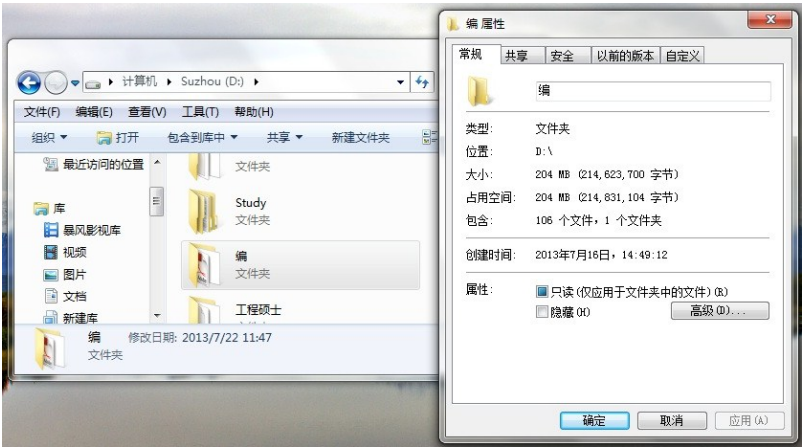 计算机 Suzhou (D:)
文件(F) 编辑(E) 查看(V) 工具(T) 帮助(H)
组织 打开 包含到库中 共享 新建文件夹
最近访问的位置
库
暴风影视库
视频
图片
文档
新建库
文件夹
Study
文件夹
编
文件夹
工程硕士
编 修改日期: 2013/7/22 11:47
文件夹
编 属性
常规 共享 安全 以前的版本 自定义
编
类型: 文件夹
位置: D:\
大小: 204 MB (214,623,700 字节)
占用空间: 204 MB (214,831,104 字节)
包含: 106 个文件，1 个文件夹
创建时间: 2013年7月16日，14:49:12
属性: 只读(仅应用于文件夹中的文件)(R)
隐藏(H) 高级(D)...
确定 取消 应用(A)